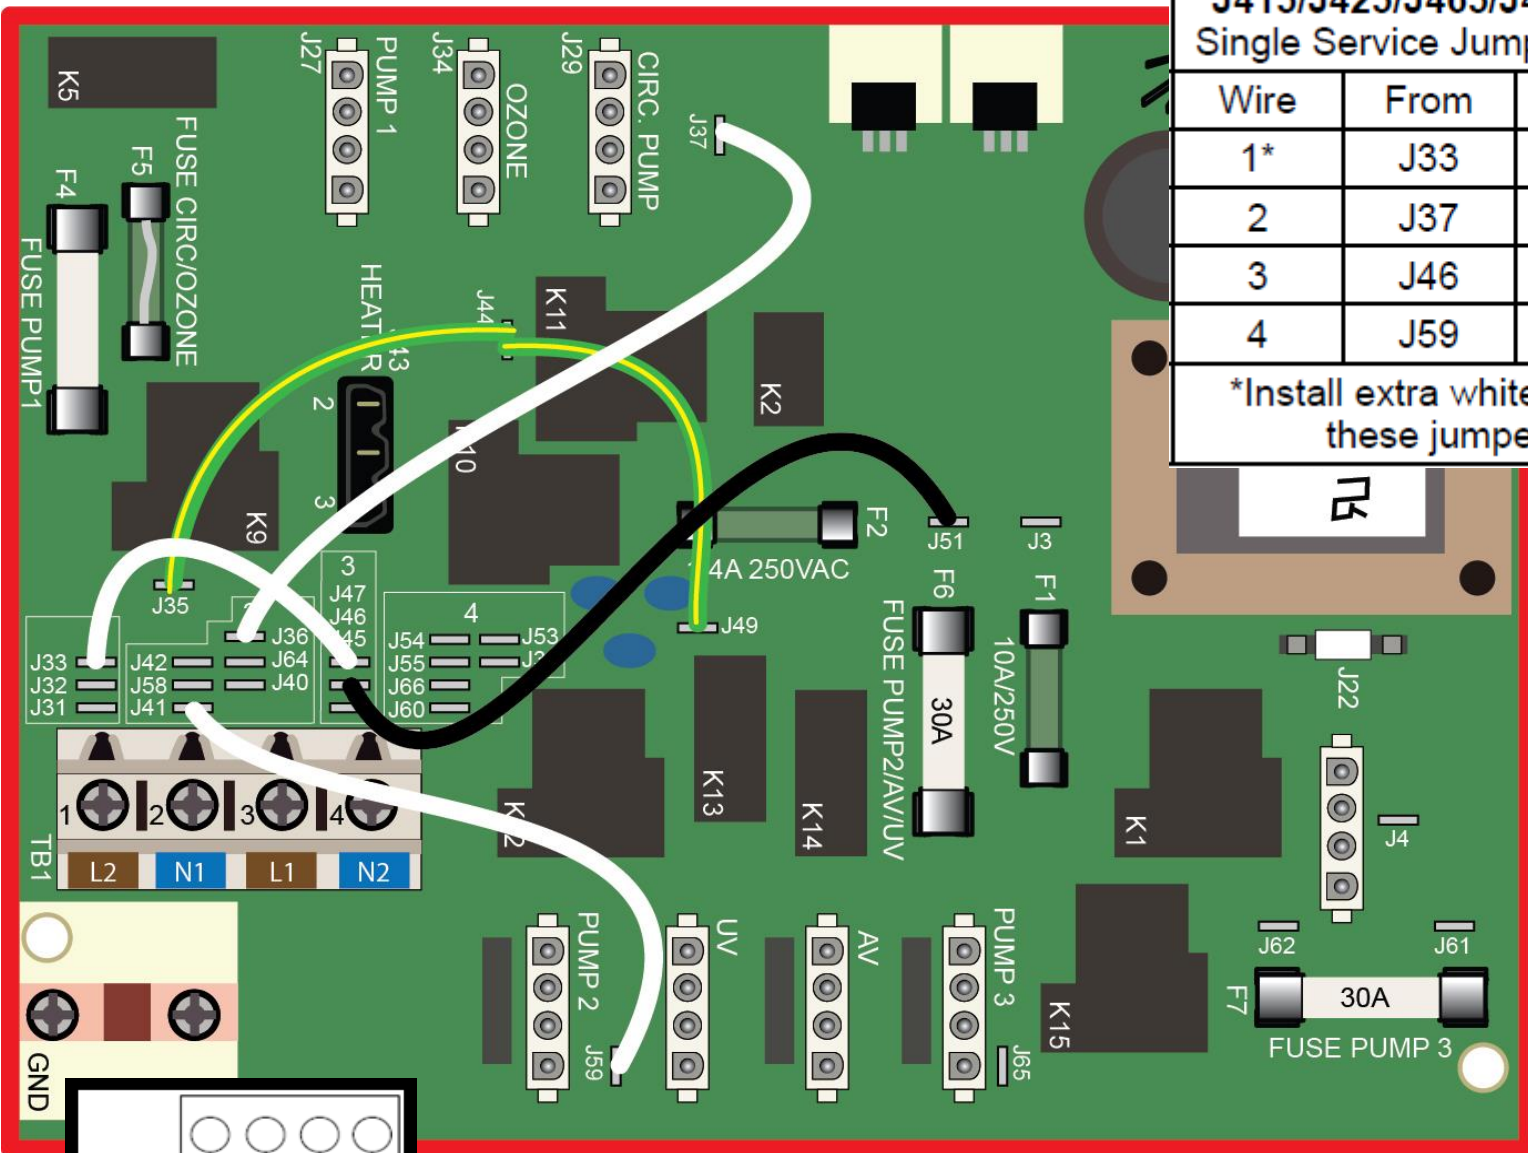 Single Service
Wire From
1* J33
2 J37
3 J46
4 J59
*Install extra
these
K5
J27
PUMP 1
J34
OZONE
J29
CIRC. PUMP
J37
F4
FUSE PUMP1
F5
FUSE CIRC/OZONE
HEATER
2
3
J44
K11
K2
K9
J35
F2
4A 250VAC
J51
J3
3
J47
J46
J45
4
J36
J64
J40
J33
J32
J31
J42
J58
J41
J54
J55
J66
J60
J53
J49
F6
FUSE PUMP2/AV/UV
30A
F1
10A/250V
J22
K13
K14
K1
J4
TB1
1 2 3 4
L2 N1 L1 N2
GND
PUMP 2
J59
UV
AV
PUMP 3
J65
K15
J62
J61
F7
30A
FUSE PUMP 3